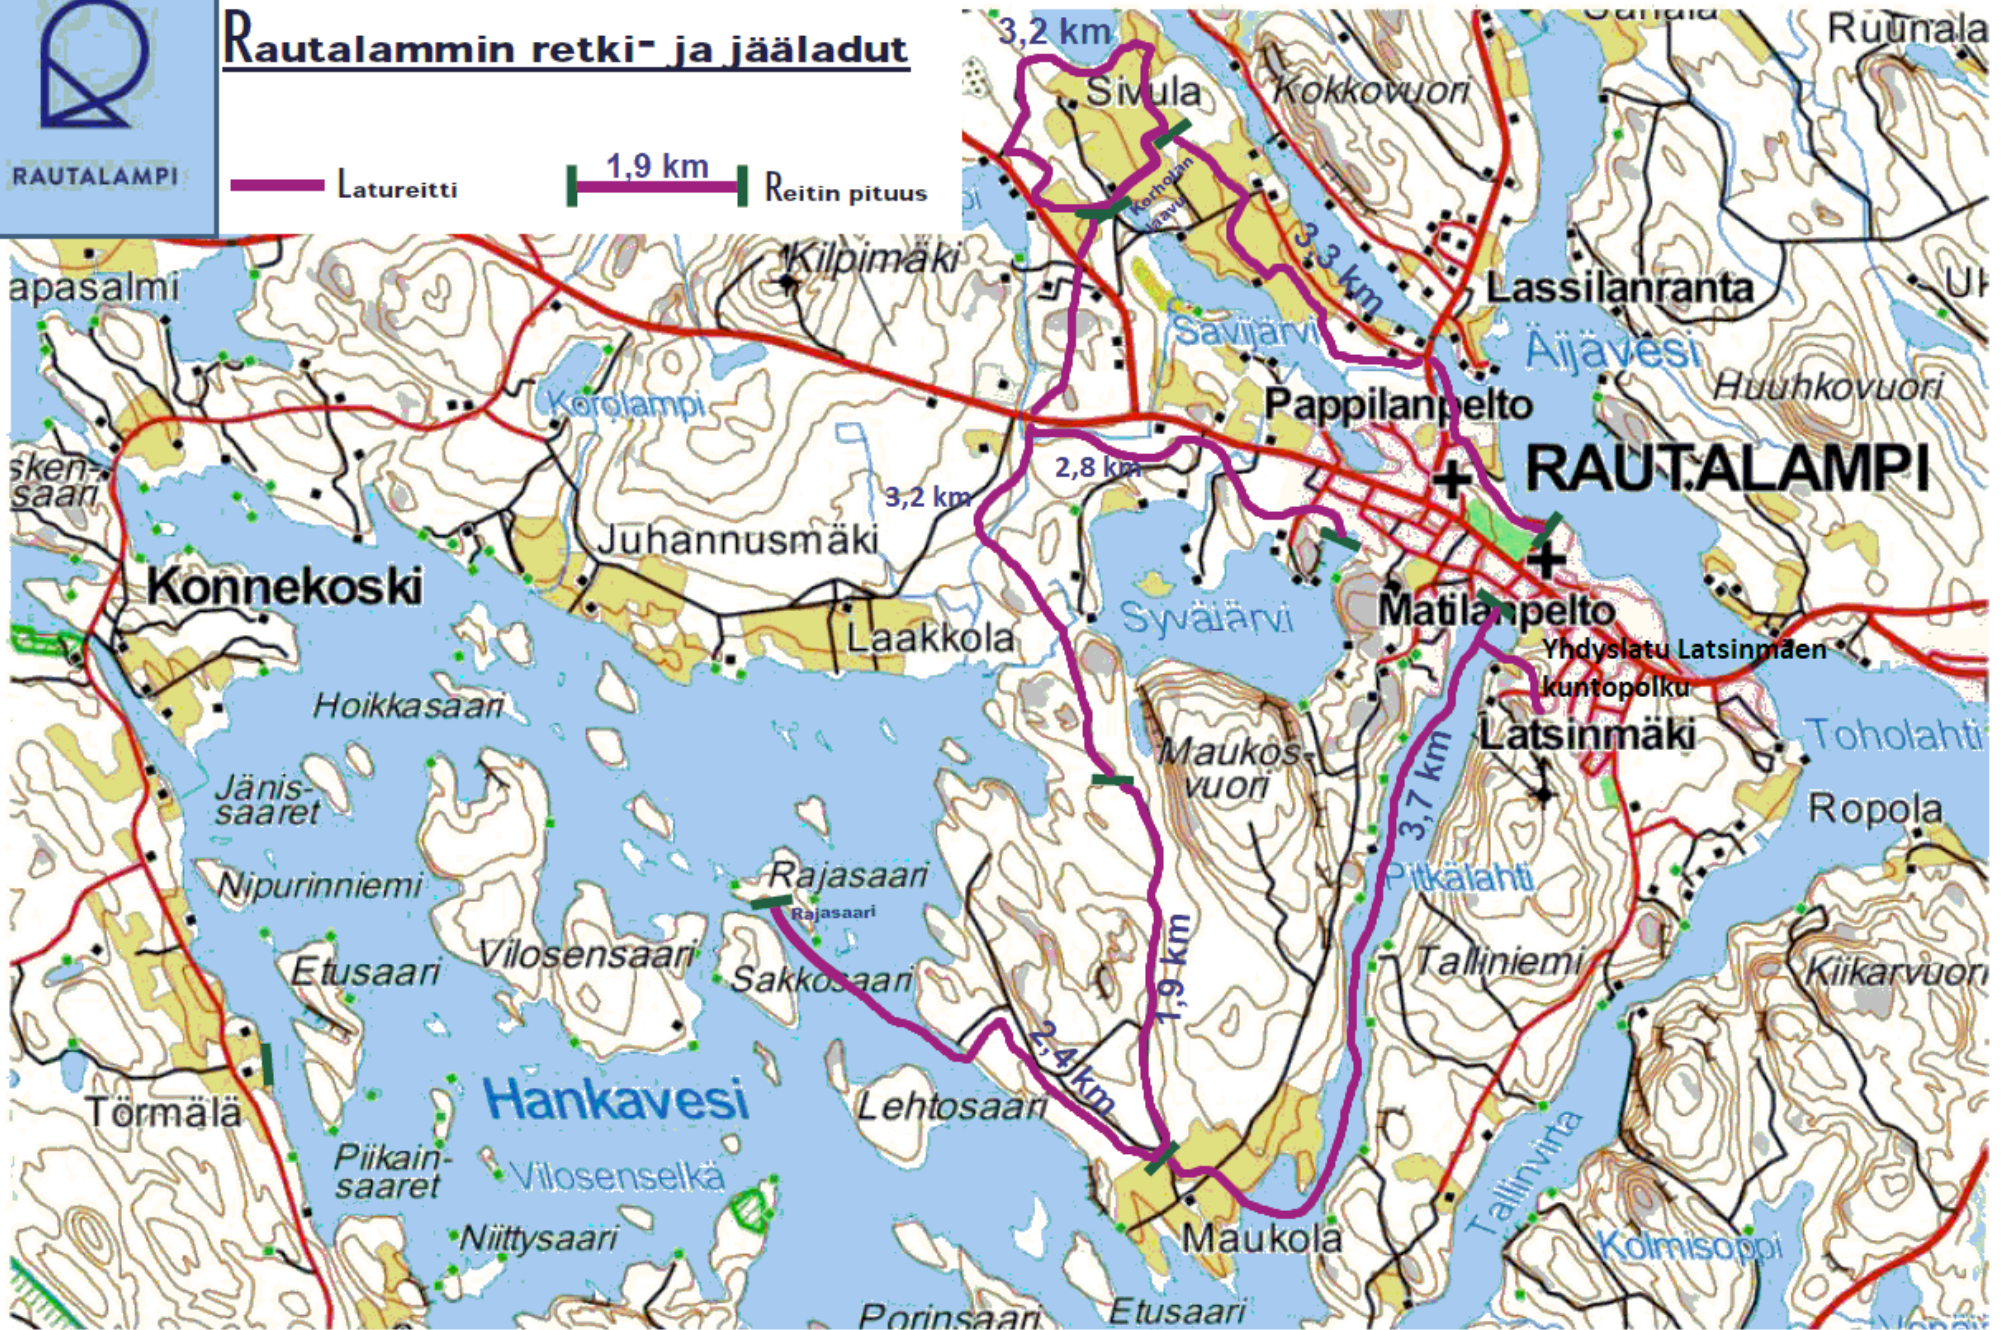 Rautalammin retki- ja jääladut
RAUTALAMPI
Latureitti
1,9 km
Reitin pituus
3,2 km
Sivula
Kokkovuori
Ruunala
Korholan
laavu
3,3 km
Kilpimäki
apasalmi
Lassilanranta
Savijärvi
Äijävesi
Huuhkovuori
Korolampi
Pappilanpelto
RAUTALAMPI
sken-
saari
2,8 km
3,2 km
Juhannusmäki
Konnekoski
Syväjärvi
Matilanpelto
Laakkola
Yhdyslatu Latsinmäen
kuntopolku
Hoikkasaari
Latsinmäki
Toholahti
Maukos-
vuori
Jänis-
saaret
3,7 km
Ropola
Rajasaari
Rajasaari
Nipurinniemi
Pitkälahti
Vilosensaari
Etusaari
Sakkosaari
1,9 km
Talliniemi
Kiikarvuori
2,4 km
Hankavesi
Lehtosaari
Törmälä
Piikain-
saaret
Vilosenselkä
Tallinvirta
Niittysaari
Maukola
Kolmisoppi
Porinsaari
Etusaari